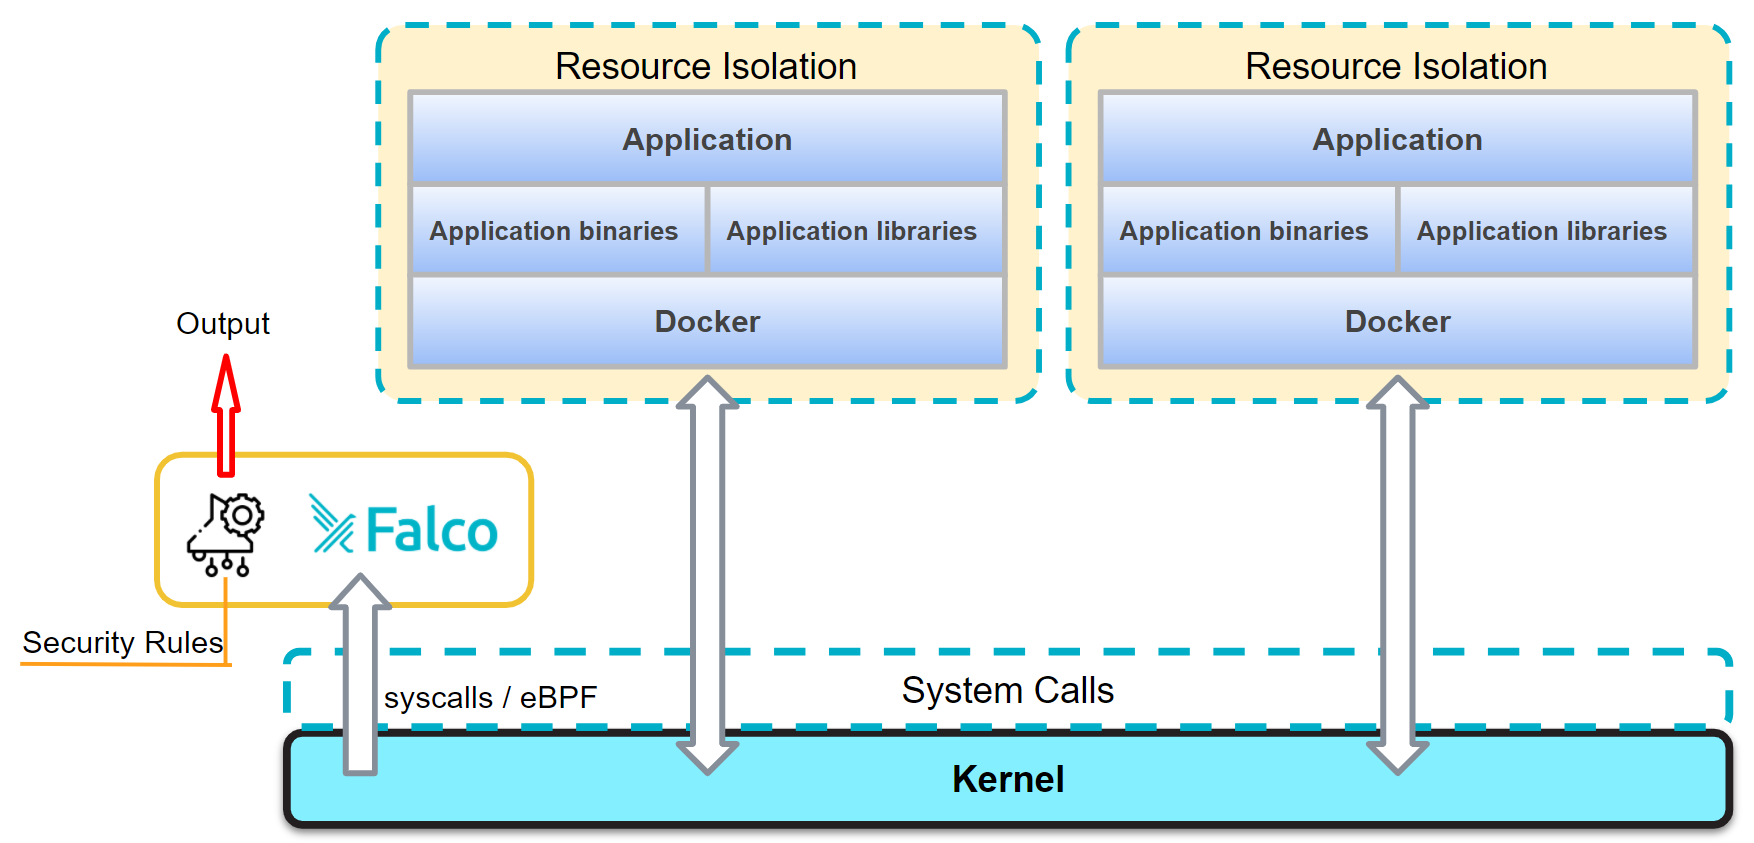 Resource Isolation
Application
Application binaries
Application libraries
Docker
Resource Isolation
Application
Application binaries
Application libraries
Docker
Output
Falco
Security Rules
syscalls / eBPF
System Calls
Kernel